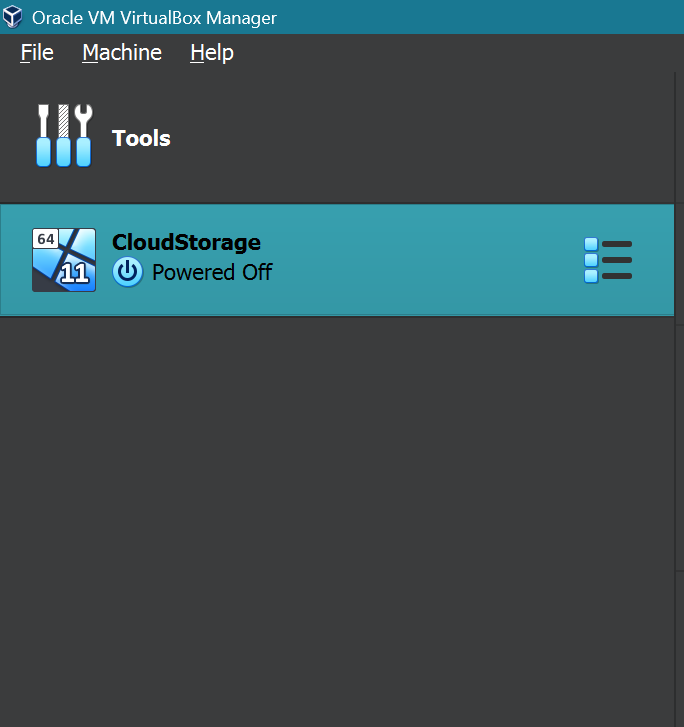 Oracle VM VirtualBox Manager
File Machine Help
Tools
64
11
CloudStorage
Powered Off